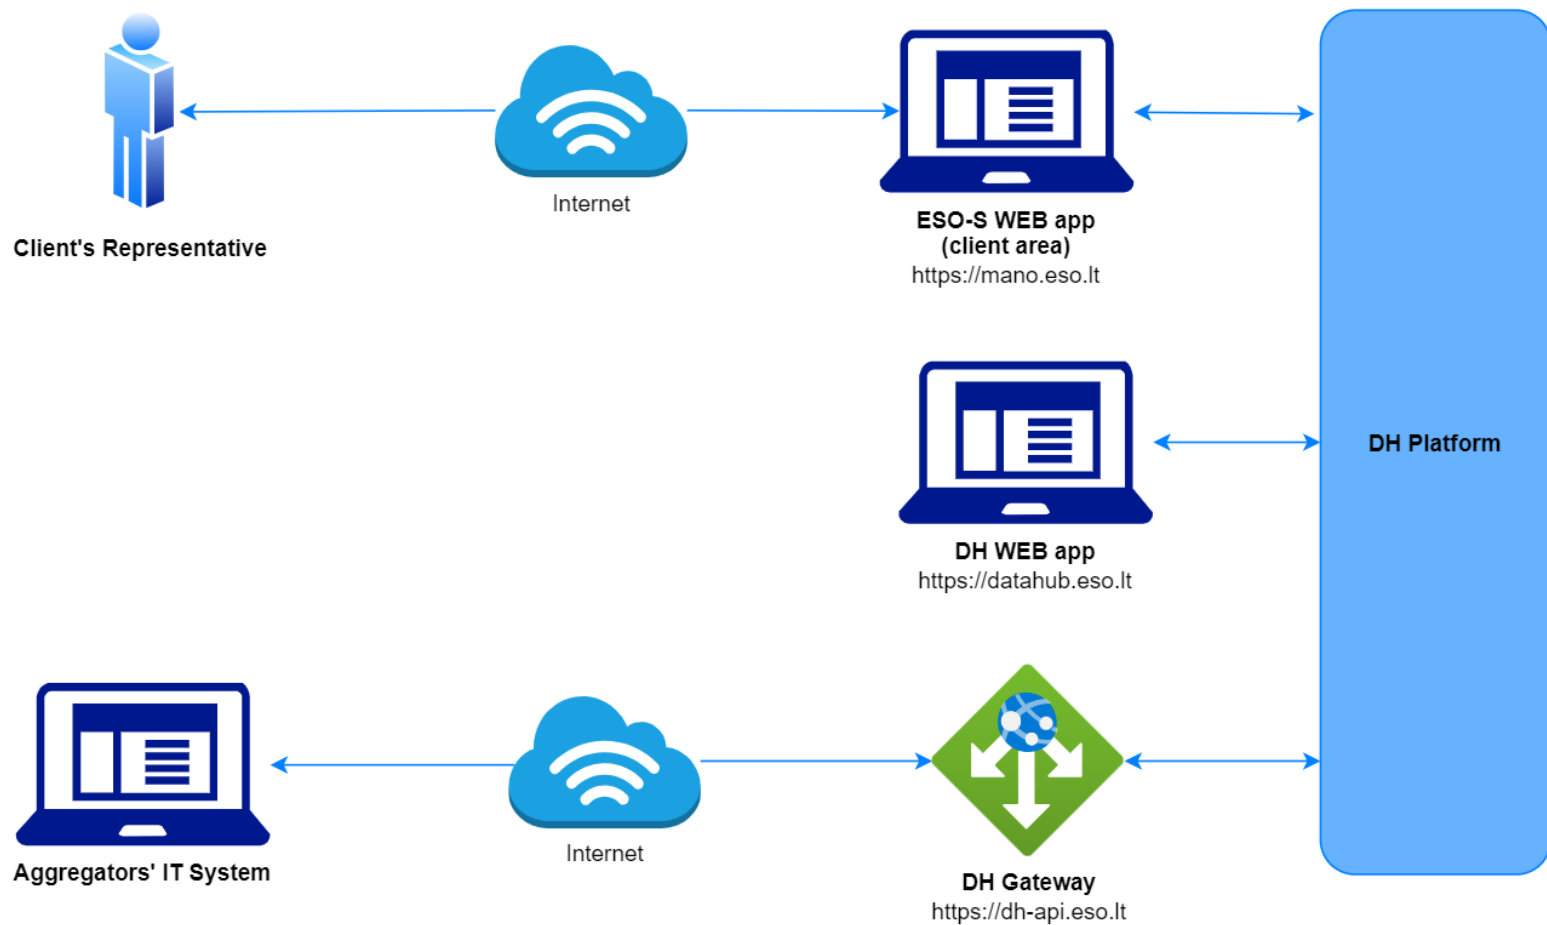 Client's Representative
Internet
ESO-S WEB app
(client area)
https://mano.eso.lt
DH WEB app
https://datahub.eso.lt
DH Platform
Aggregators' IT System
Internet
DH Gateway
https://dh-api.eso.lt